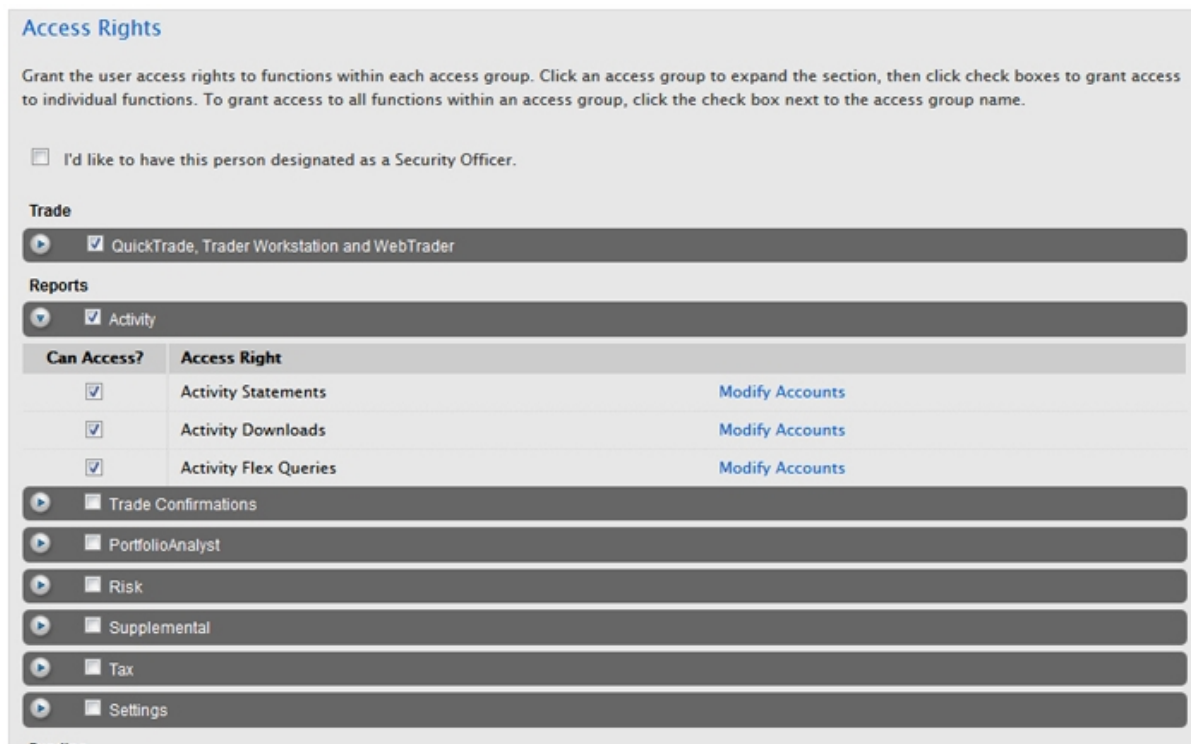 Access Rights
Grant the user access rights to functions within each access group. Click an access group to expand the section, then click check boxes to grant access
to individual functions. To grant access to all functions within an access group, click the check box next to the access group name.
I'd like to have this person designated as a Security Officer.
Trade
QuickTrade, Trader Workstation and WebTrader
Reports
Activity
Can Access? Access Right
Activity Statements Modify Accounts
Activity Downloads Modify Accounts
Activity Flex Queries Modify Accounts
Trade Confirmations
PortfolioAnalyst
Risk
Supplemental
Tax
Settings